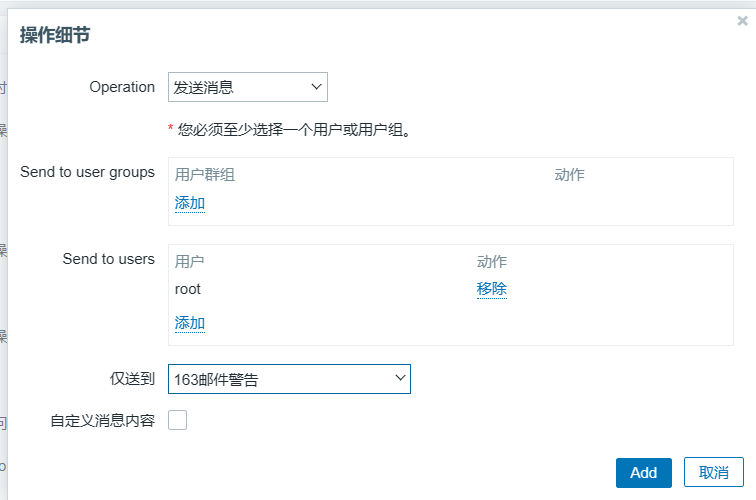 操作细节
Operation 发送消息
* 您必须至少选择一个用户或用户组。
Send to user groups 用户群组 动作
添加
Send to users 用户 动作
root 移除
添加
仅送到 163邮件警告
自定义消息内容
Add 取消